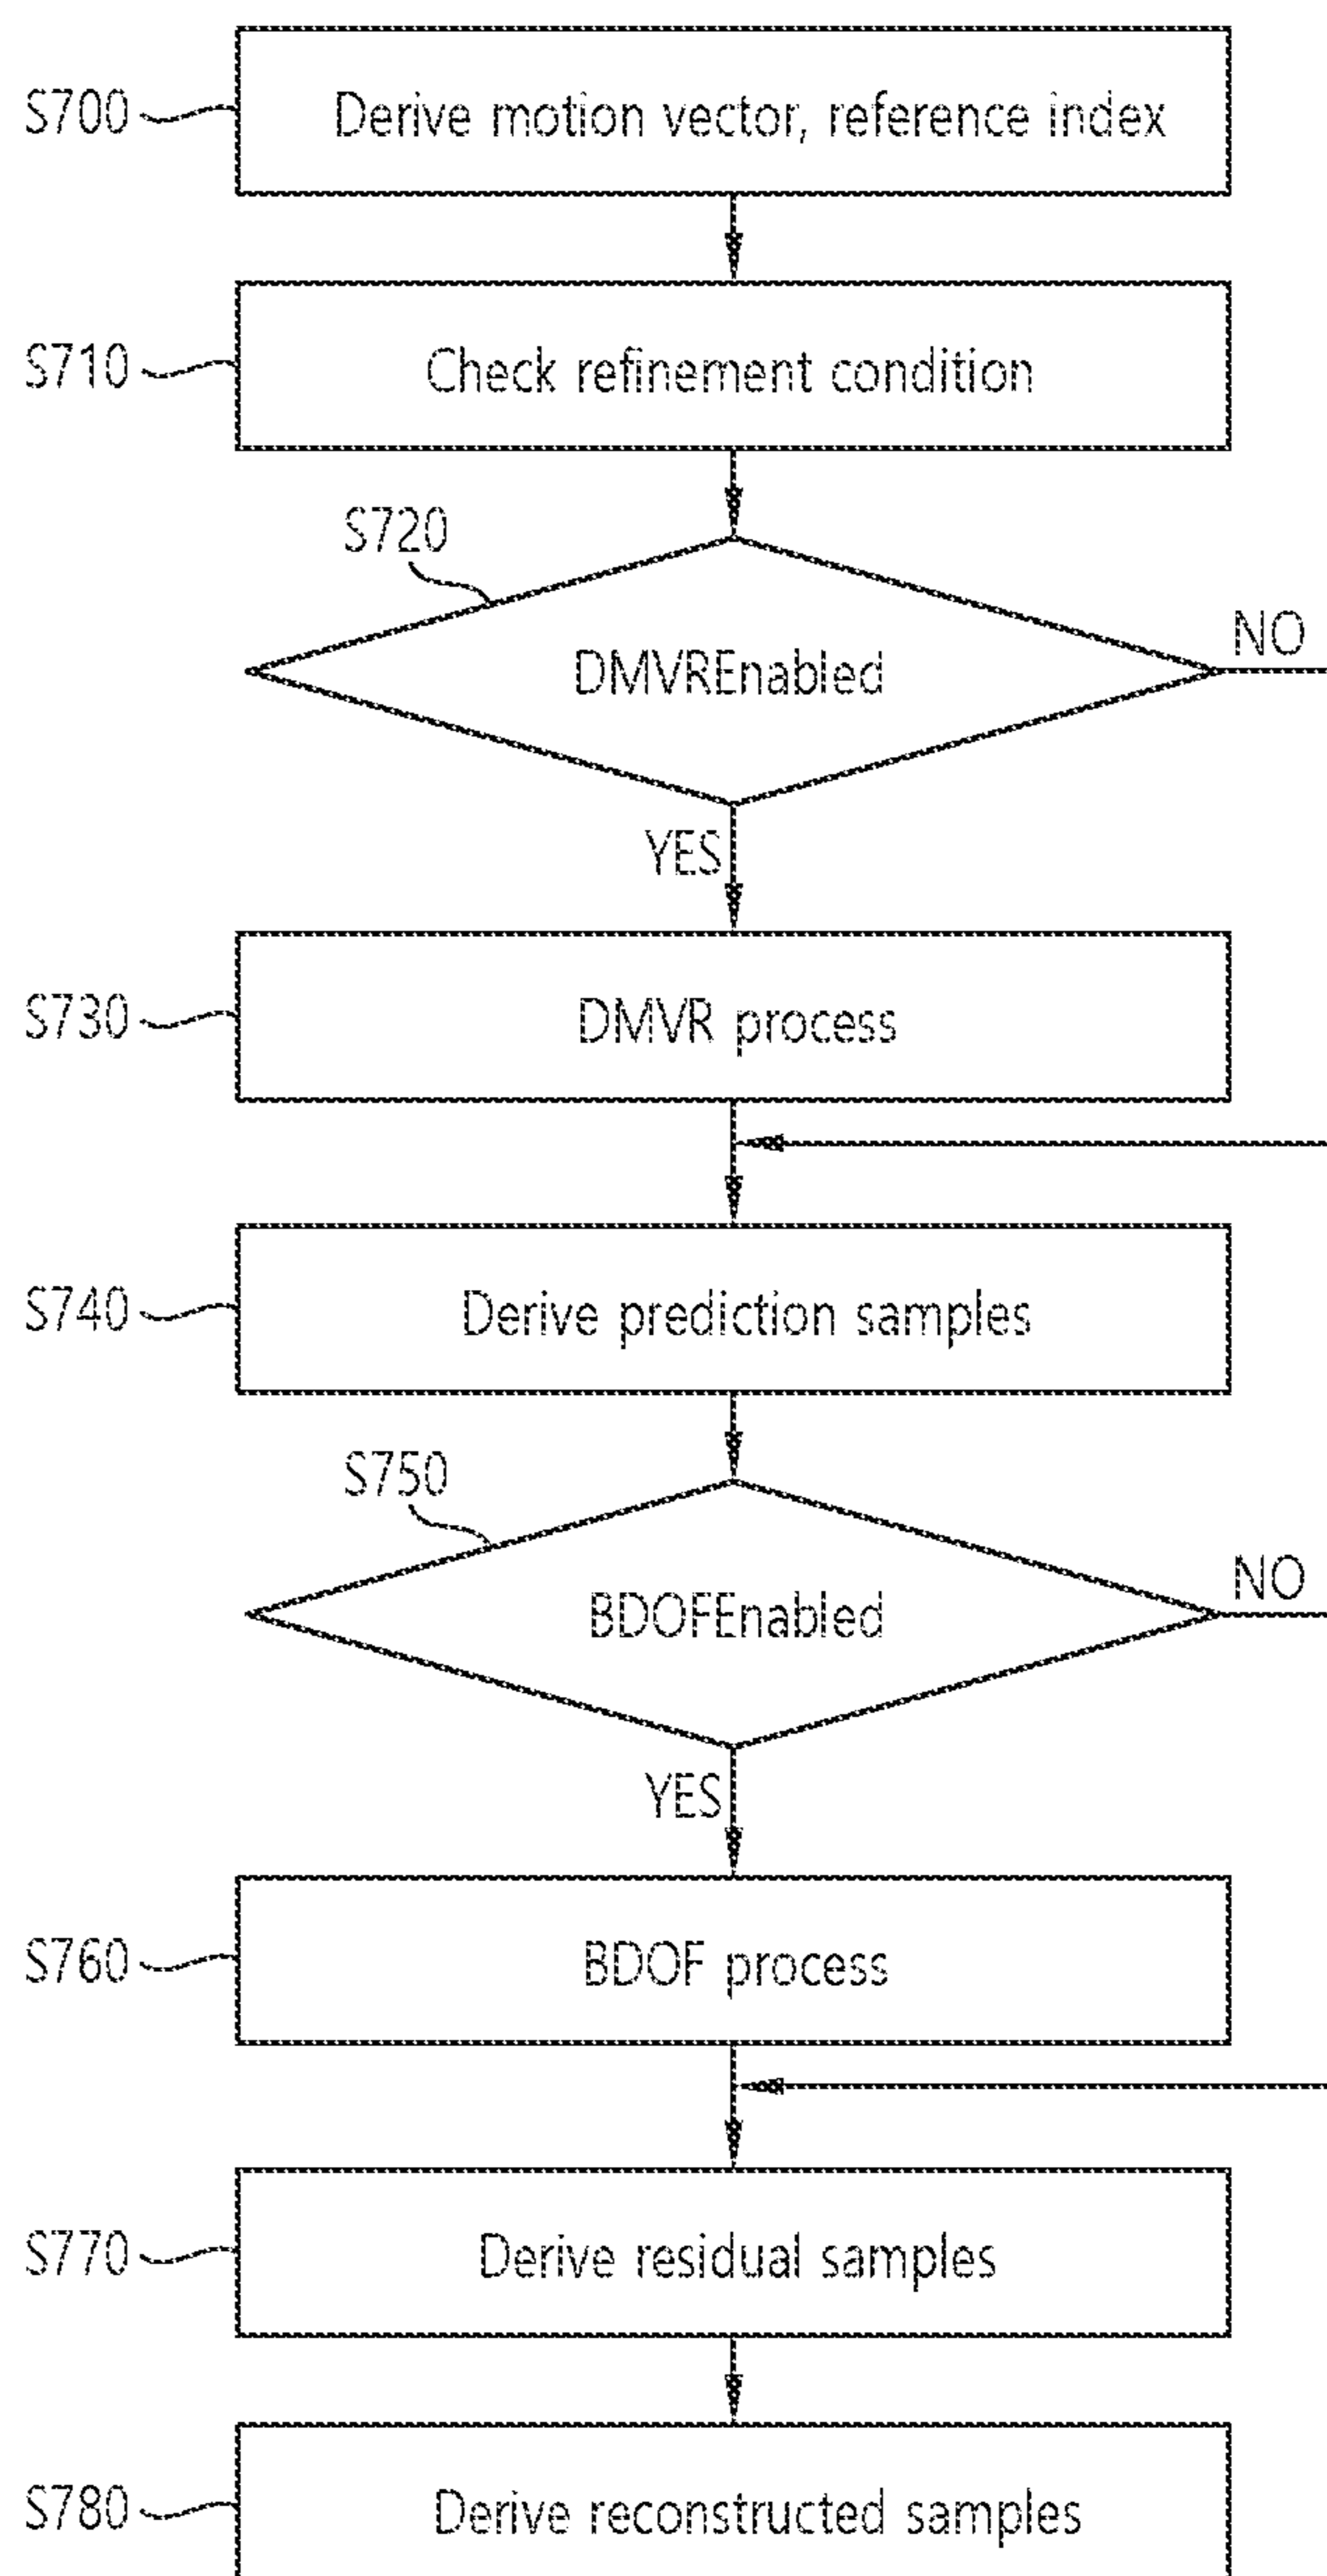 S700
Derive motion vector, reference index
S710
Check refinement condition
S720
DMVREnabled
NO
YES
S730
DMVR process
S740
Derive prediction samples
S750
BDOFEnabled
NO
YES
S760
BDOF process
S770
Derive residual samples
S780
Derive reconstructed samples